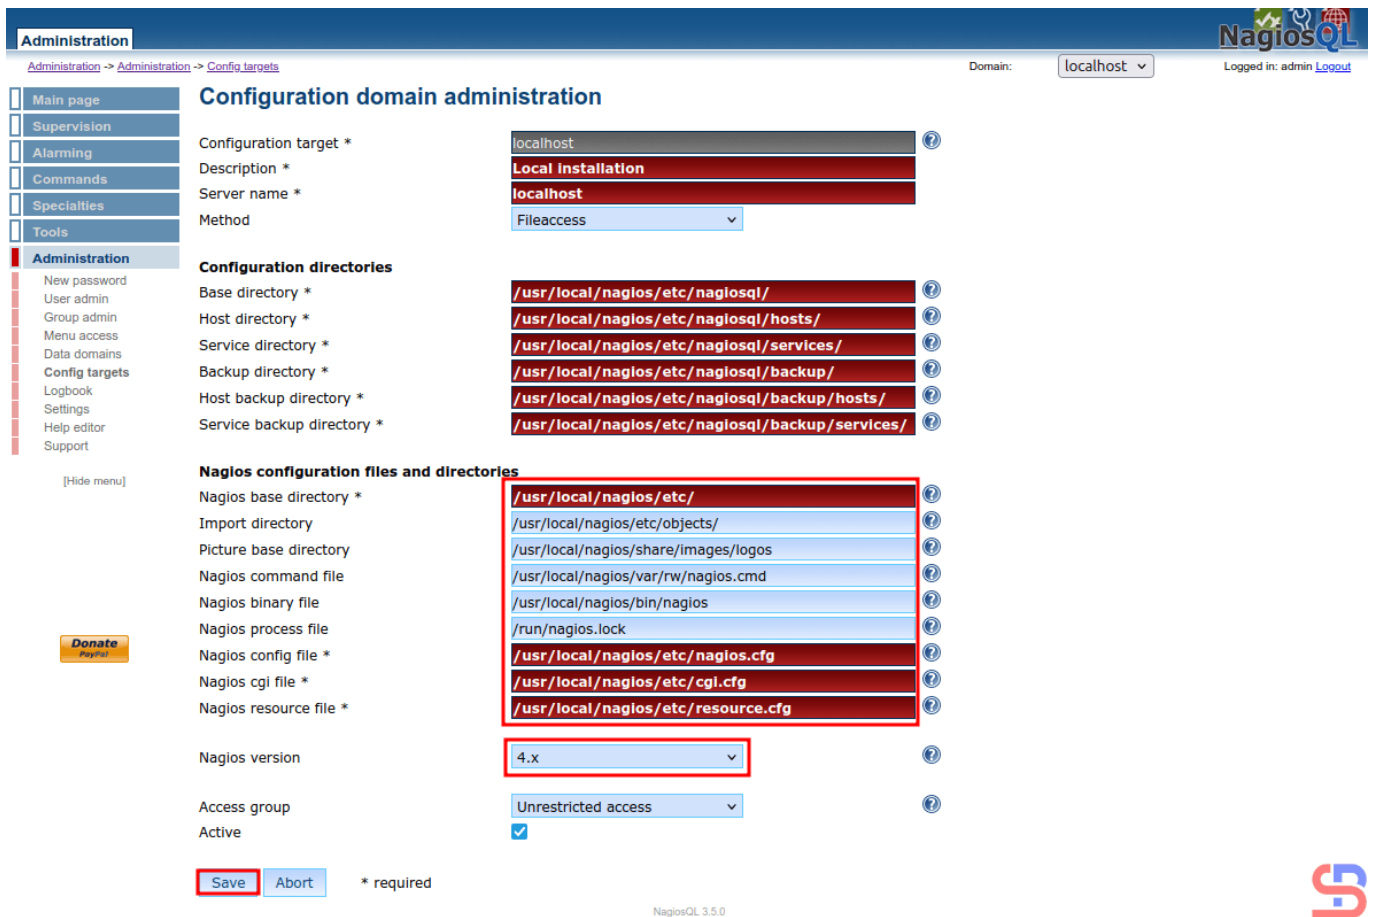 Administration
NagiosQL
Administration -> Administration -> Config targets
Domain:
localhost
Logged in: admin Logout
Main page
Supervision
Alarming
Commands
Specialties
Tools
Administration
New password
User admin
Group admin
Menu access
Data domains
Config targets
Logbook
Settings
Help editor
Support
[Hide menu]
Donate
PayPal
Configuration domain administration
Configuration target * localhost
Description * Local installation
Server name * localhost
Method Fileaccess
Configuration directories
Base directory * /usr/local/nagios/etc/nagiosql/
Host directory * /usr/local/nagios/etc/nagiosql/hosts/
Service directory * /usr/local/nagios/etc/nagiosql/services/
Backup directory * /usr/local/nagios/etc/nagiosql/backup/
Host backup directory * /usr/local/nagios/etc/nagiosql/backup/hosts/
Service backup directory * /usr/local/nagios/etc/nagiosql/backup/services/
Nagios configuration files and directories
Nagios base directory * /usr/local/nagios/etc/
Import directory /usr/local/nagios/etc/objects/
Picture base directory /usr/local/nagios/share/images/logos
Nagios command file /usr/local/nagios/var/rw/nagios.cmd
Nagios binary file /usr/local/nagios/bin/nagios
Nagios process file /run/nagios.lock
Nagios config file * /usr/local/nagios/etc/nagios.cfg
Nagios cgi file * /usr/local/nagios/etc/cgi.cfg
Nagios resource file * /usr/local/nagios/etc/resource.cfg
Nagios version 4.x
Access group Unrestricted access
Active
Save Abort * required
NagiosQL 3.5.0